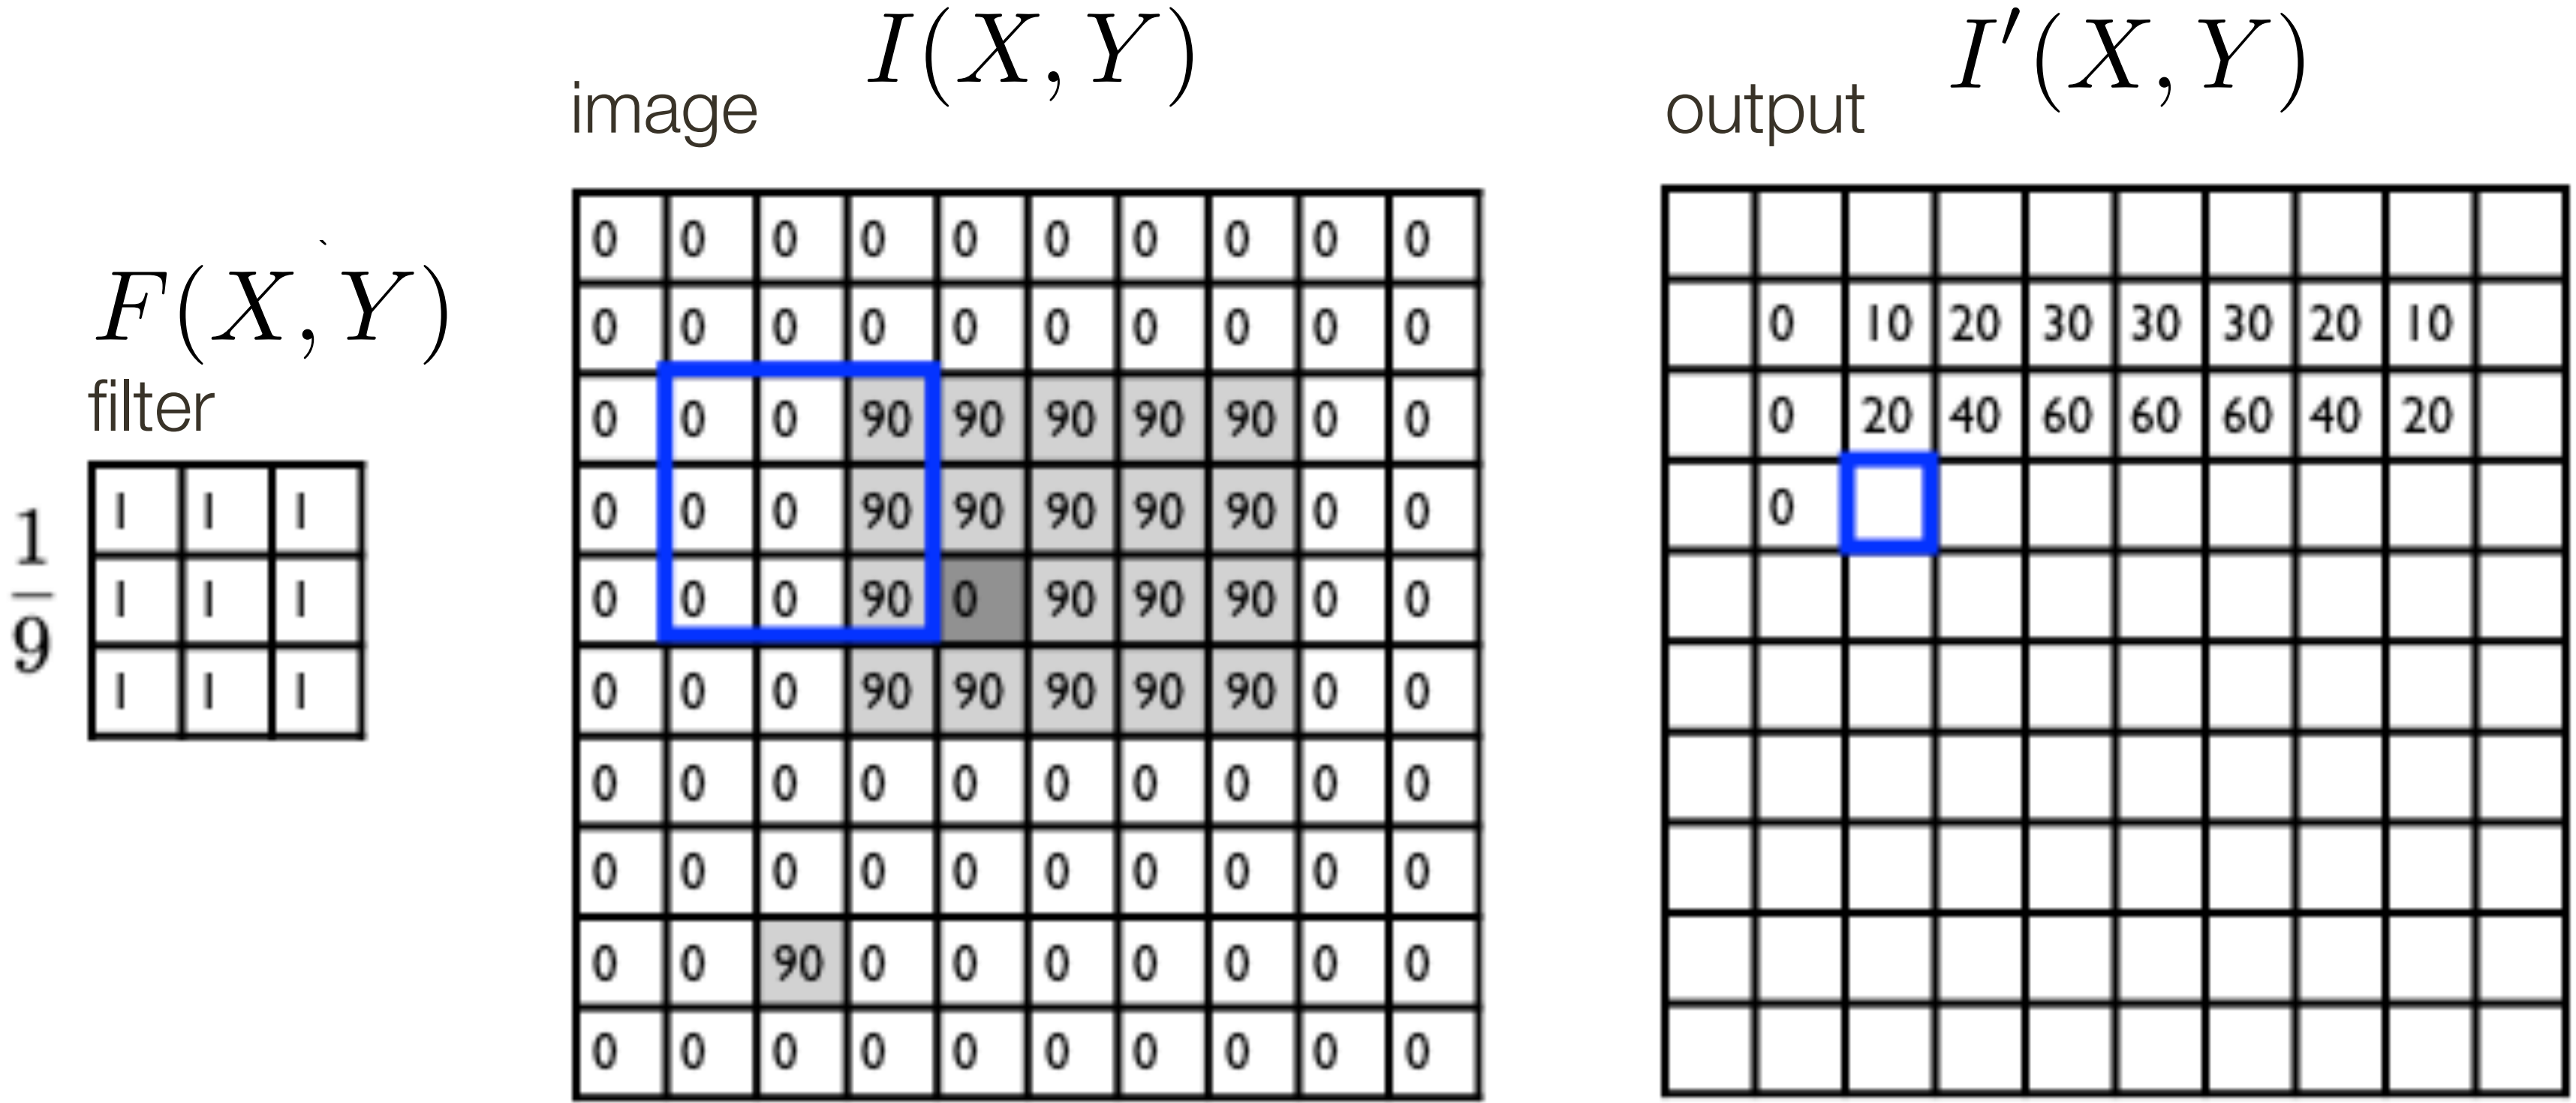 I(X, Y)
I′(X, Y)
image
output
F(X, Y)
filter
1/9
1 1 1
1 1 1
1 1 1
0 0 0 0 0 0 0 0 0 0
0 0 0 0 0 0 0 0 0 0
0 0 0 90 90 90 90 90 0 0
0 0 0 90 90 90 90 90 0 0
0 0 0 90 0 90 90 90 0 0
0 0 0 90 90 90 90 90 0 0
0 0 0 0 0 0 0 0 0 0
0 0 0 0 0 0 0 0 0 0
0 0 90 0 0 0 0 0 0 0
0 0 0 0 0 0 0 0 0 0
0 10 20 30 30 30 20 10
0 20 40 60 60 60 40 20
0